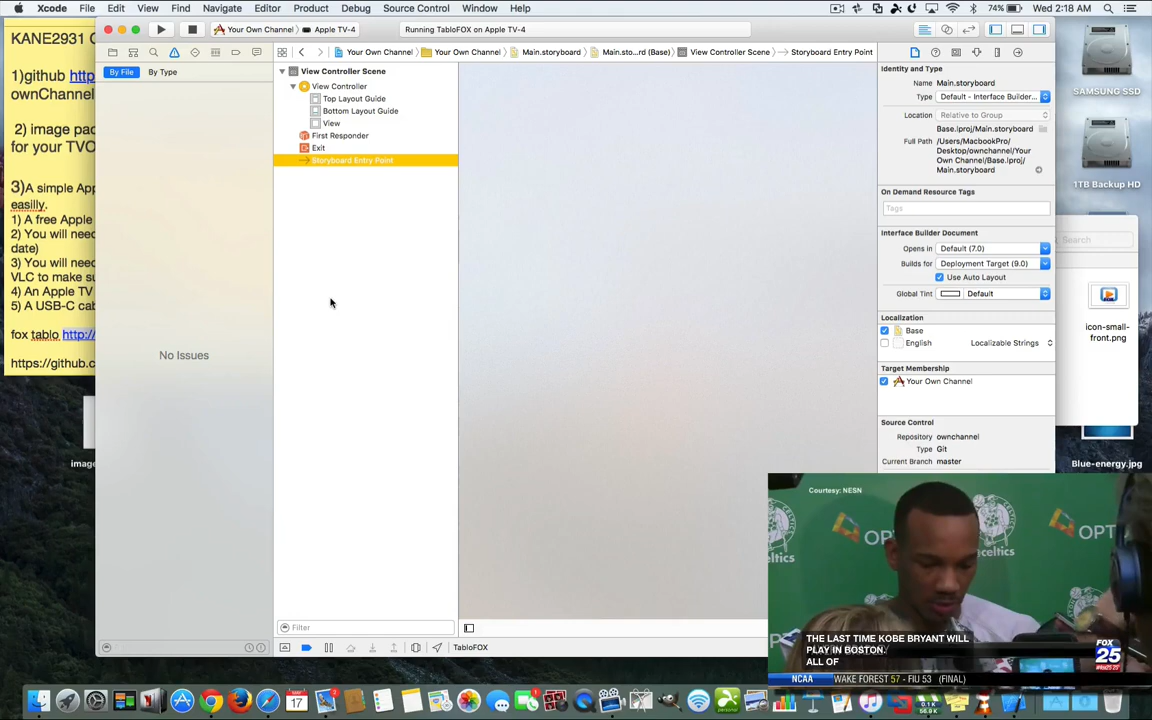 Xcode File Edit View Find Navigate Editor Product Debug Source Control Window Help
74% Wed 2:18 AM
Your Own Channel Apple TV-4
Running TabloFOX on Apple TV-4
Your Own Channel Your Own Channel Main.storyboard Main.sto...rd (Base) View Controller Scene Storyboard Entry Point
By File By Type
No Issues
View Controller Scene
View Controller
Top Layout Guide
Bottom Layout Guide
View
First Responder
Exit
Storyboard Entry Point
Filter
TabloFOX
Identity and Type
Name Main.storyboard
Type Default - Interface Builder...
Location Relative to Group
Base.lproj/Main.storyboard
Full Path /Users/MacbookPro/
Desktop/ownchannel/Your
Own Channel/Base.lproj/
Main.storyboard
On Demand Resource Tags
Tags
Interface Builder Document
Opens in Default (7.0)
Builds for Deployment Target (9.0)
Use Auto Layout
Global Tint Default
Localization
Base
English Localizable Strings
Target Membership
Your Own Channel
Source Control
Repository ownchannel
Type Git
Current Branch master
KANE2931
1)github
ownChannel
2) image pac
for your TVO
3)A simple App
easilly.
1) A free Apple
2) You will need
date)
3) You will need
VLC to make su
4) An Apple TV
5) A USB-C cab
fox tablo http://
https://github.c
SAMSUNG SSD
1TB Backup HD
Search
icon-small-
front.png
Blue-energy.jpg
Courtesy: NESN
OPT
celtics
THE LAST TIME KOBE BRYANT WILL
PLAY IN BOSTON.
ALL OF
FOX
25
NCAA WAKE FOREST 57 - FIU 53 (FINAL)
17